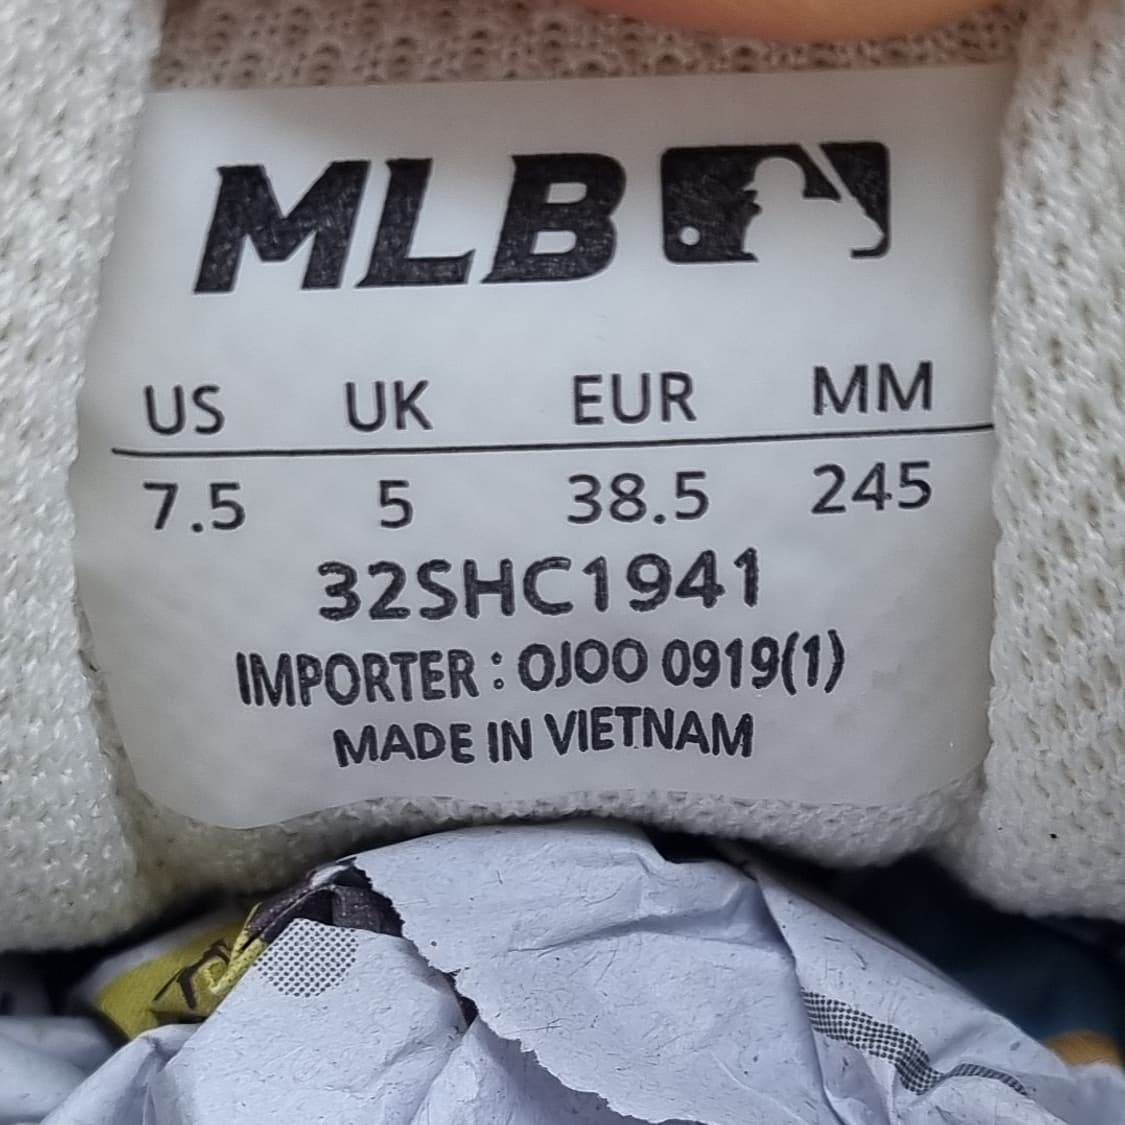 MLB
US UK EUR MM
7.5 5 38.5 245
32SHC1941
IMPORTER : OJOO 0919(1)
MADE IN VIETNAM